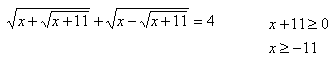 √(x+√(x+11)) + √(x−√(x+11)) = 4
x+11≥0
x≥−11